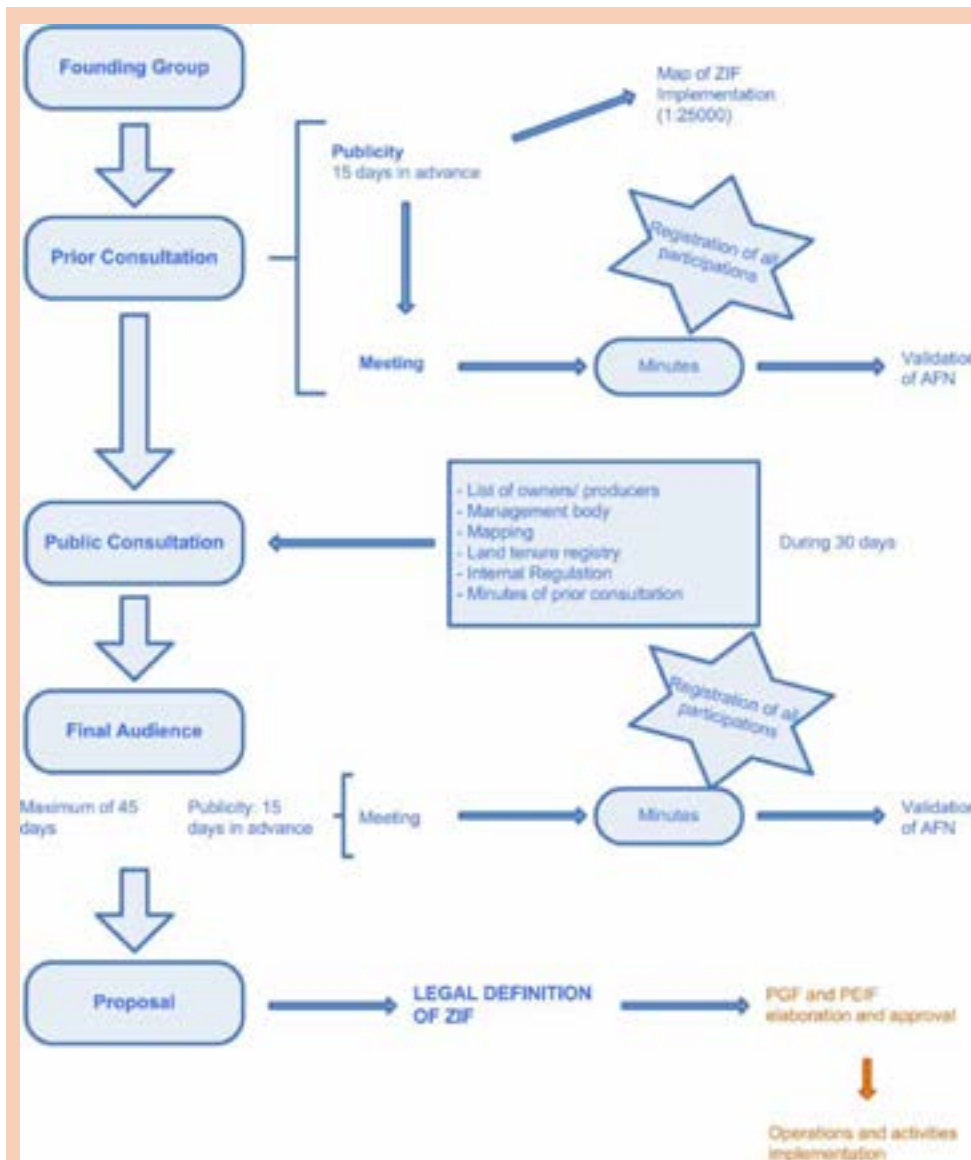 Founding Group
Map of ZIF
Implementation
(1:25000)
Publicity
15 days in advance
Registration of all
participations
Prior Consultation
Meeting
Minutes
Validation
of AFN
- List of owners/ producers
- Management body
- Mapping
- Land tenure registry
- Internal Regulation
- Minutes of prior consultation
During 30 days
Public Consultation
Registration of all
participations
Final Audience
Maximum of 45
days
Publicity: 15
days in advance
Meeting
Minutes
Validation
of AFN
Proposal
LEGAL DEFINITION
OF ZIF
PGF and PEIF
elaboration and approval
Operations and activities
implementation